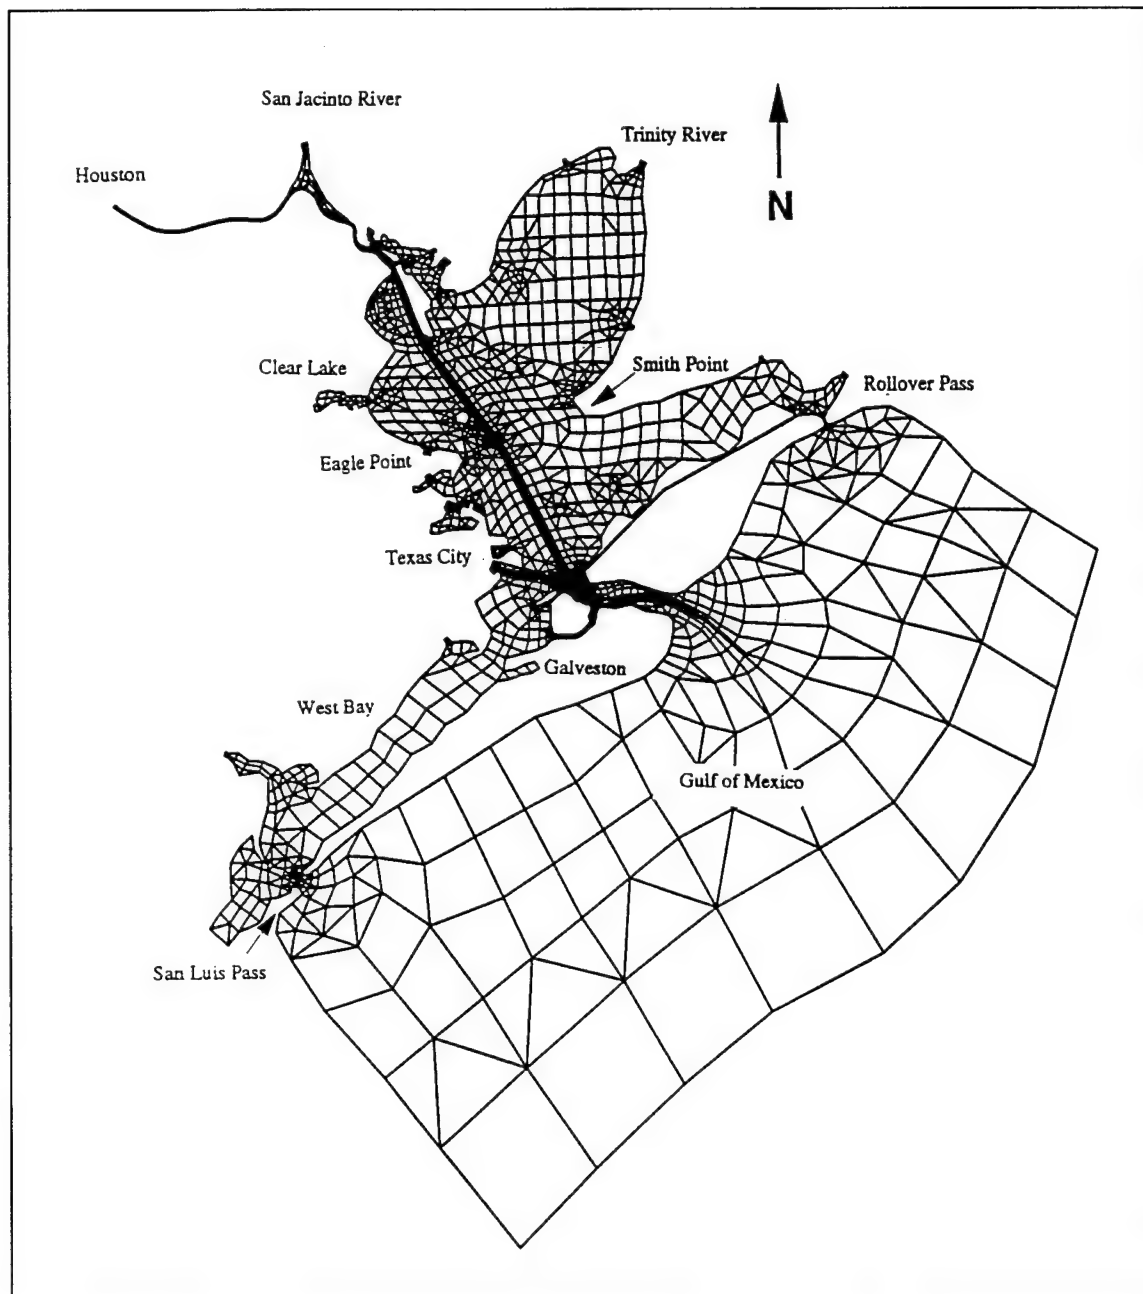 San Jacinto River
Trinity River
Houston
N
Smith Point
Clear Lake
Rollover Pass
Eagle Point
Texas City
Galveston
West Bay
Gulf of Mexico
San Luis Pass